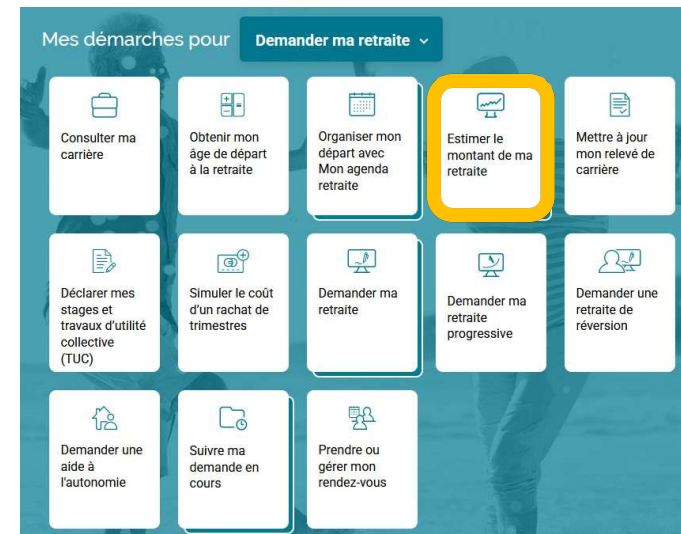 Mes démarches pour
Demander ma retraite
Consulter ma
carrière
Obtenir mon
âge de départ
à la retraite
Organiser mon
départ avec
Mon agenda
retraite
Estimer le
montant de ma
retraite
Mettre à jour
mon relevé de
carrière
Déclarer mes
stages et
travaux d'utilité
collective
(TUC)
Simuler le coût
d'un rachat de
trimestres
Demander ma
retraite
Demander ma
retraite
progressive
Demander une
retraite de
réversion
Demander une
aide à
l'autonomie
Suivre ma
demande en
cours
Prendre ou
gérer mon
rendez-vous